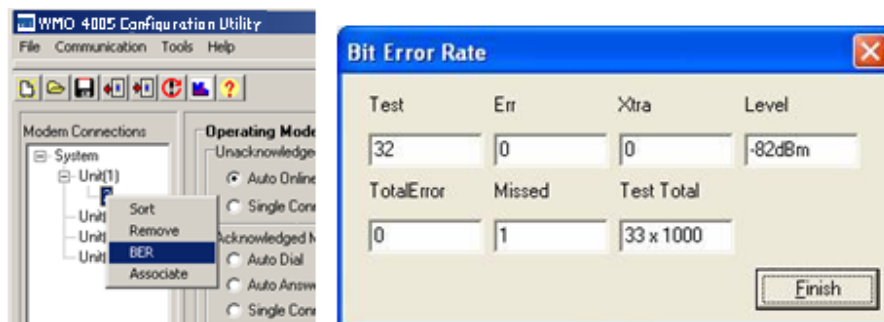 WMO 4005 Configuration Utility
File Communication Tools Help
Modem Connections
System
Unit(1)
Unit
Unit
Unit
Sort
Remove
BER
Associate
Operating Mode
Unacknowledge
Auto Online
Single Conn
Acknowledged M
Auto Dial
Auto Answ
Single Conn
Bit Error Rate
Test Err Xtra Level
32 0 0 -82dBm
TotalError Missed Test Total
0 1 33 x 1000
Finish